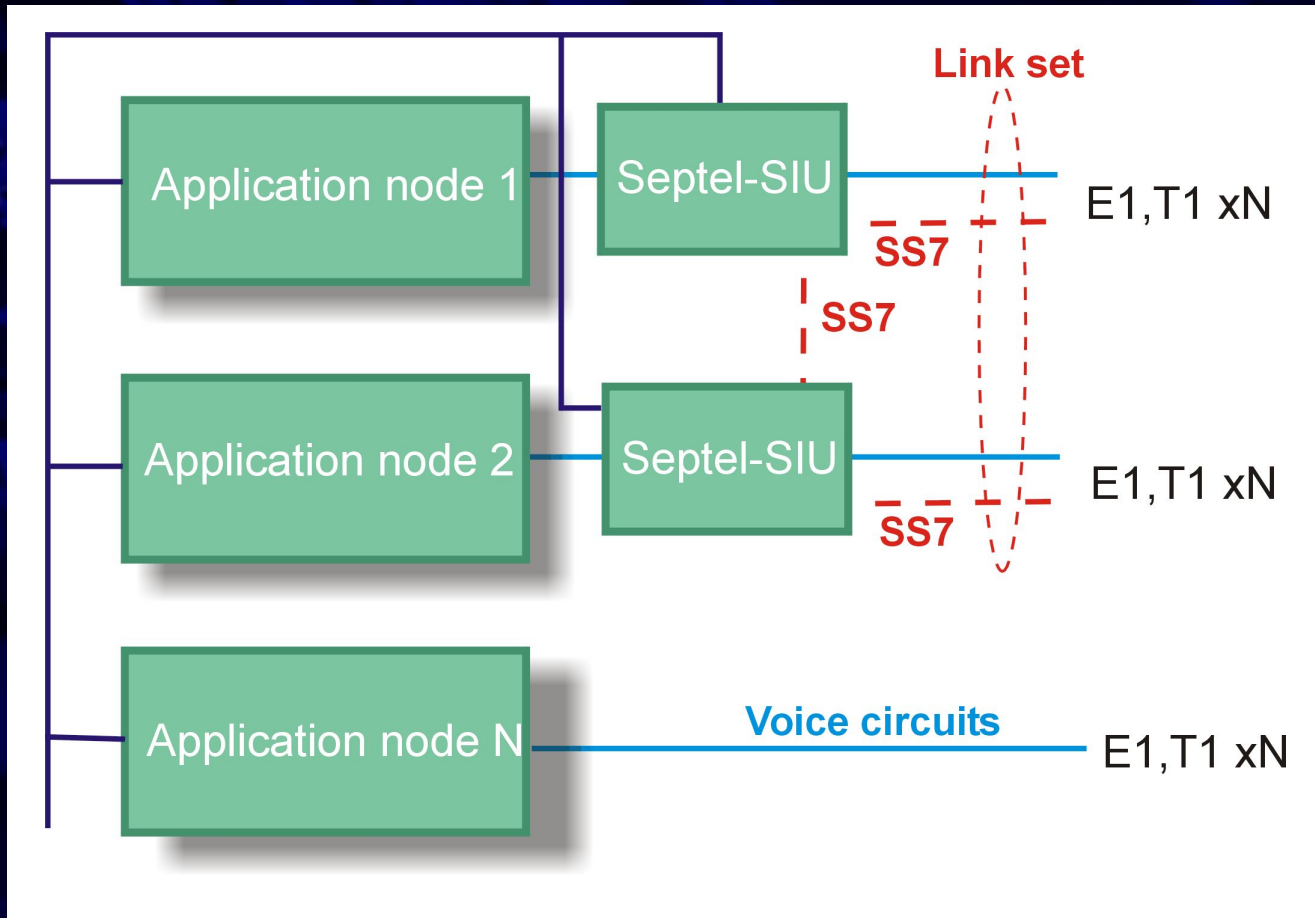 Link set
Application node 1
Septel-SIU
E1,T1 xN
SS7
SS7
Application node 2
Septel-SIU
E1,T1 xN
SS7
Voice circuits
Application node N
E1,T1 xN